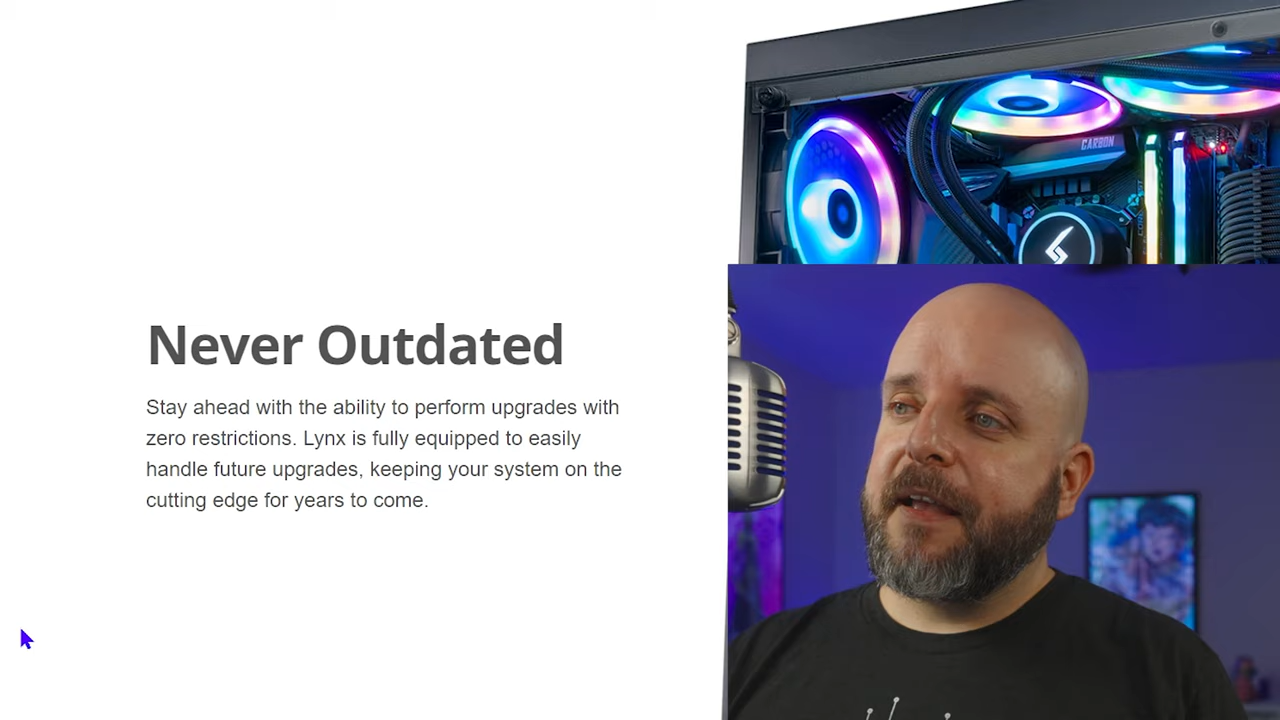 CARBON
Never Outdated
Stay ahead with the ability to perform upgrades with
zero restrictions. Lynx is fully equipped to easily
handle future upgrades, keeping your system on the
cutting edge for years to come.